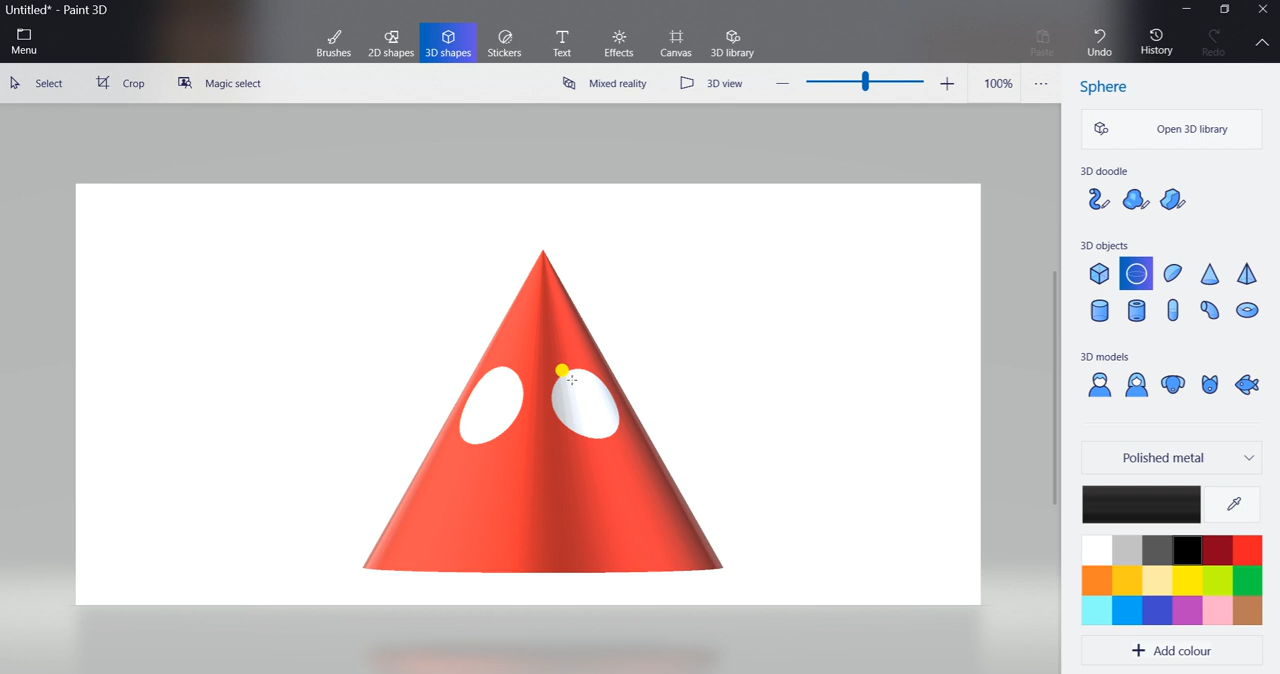 Untitled* - Paint 3D
Menu
Brushes
2D shapes
3D shapes
Stickers
Text
Effects
Canvas
3D library
Paste
Undo
History
Redo
Select
Crop
Magic select
Mixed reality
3D view
100%
Sphere
Open 3D library
3D doodle
3D objects
3D models
Polished metal
Add colour